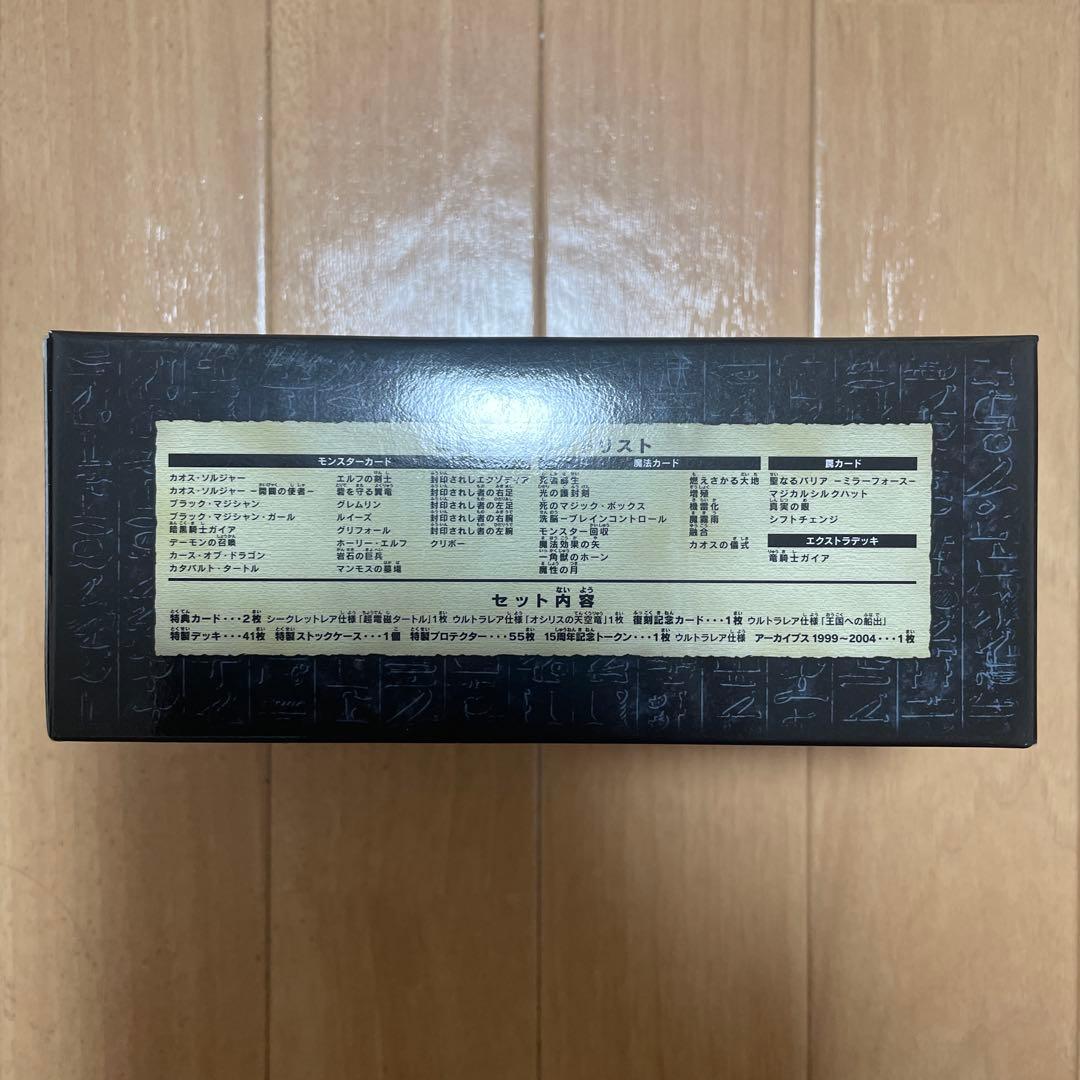 リスト
モンスターカード
カオス・ソルジャー
カオス・ソルジャー －開闢の使者－
ブラック・マジシャン
ブラック・マジシャン・ガール
暗黒騎士ガイア
デーモンの召喚
カース・オブ・ドラゴン
カタパルト・タートル
エルフの剣士
砦を守る翼竜
グレムリン
ルイーズ
グリフォール
ホーリー・エルフ
岩石の巨兵
マンモスの墓場
封印されしエクゾディア
封印されし者の右足
封印されし者の左足
封印されし者の右腕
封印されし者の左腕
クリボー
魔法カード
死者蘇生
光の護封剣
死のマジック・ボックス
洗脳－ブレインコントロール
モンスター回収
魔法効果の矢
一角獣のホーン
魔性の月
燃えさかる大地
増殖
機雷化
魔霧雨
融合
カオスの儀式
罠カード
聖なるバリア －ミラーフォース－
マジカルシルクハット
真実の眼
シフトチェンジ
エクストラデッキ
竜騎士ガイア
セット内容
特典カード・・・2枚 シークレットレア仕様「超電磁タートル」1枚 ウルトラレア仕様「オシリスの天空竜」1枚 復刻記念カード・・・1枚 ウルトラレア仕様「王国への船出」
特製デッキ・・・41枚 特製ストックケース・・・1個 特製プロテクター・・・55枚 15周年記念トークン・・・1枚 ウルトラレア仕様 アーカイブス 1999～2004・・・1枚